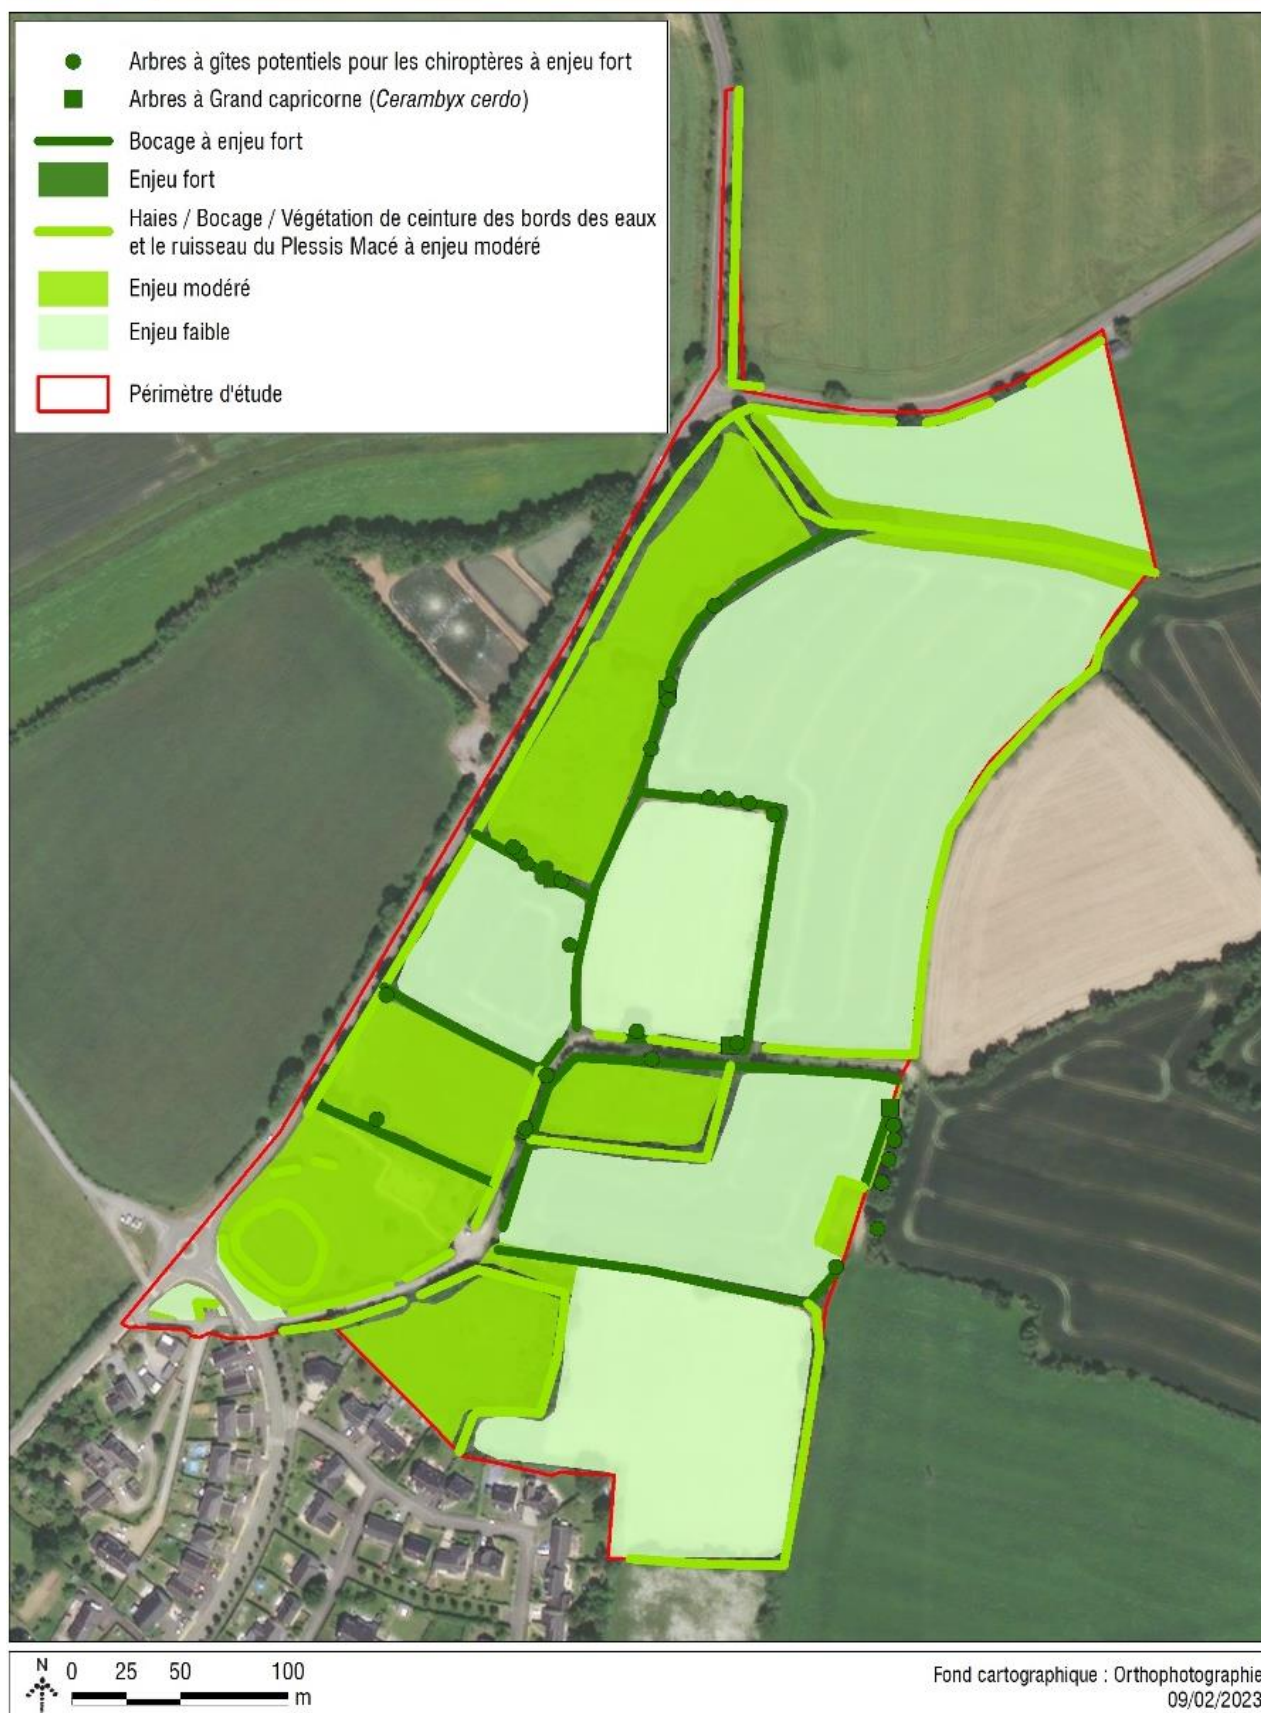 Arbres à gîtes potentiels pour les chiroptères à enjeu fort
Arbres à Grand capricorne (Cerambyx cerdo)
Bocage à enjeu fort
Enjeu fort
Haies / Bocage / Végétation de ceinture des bords des eaux
et le ruisseau du Plessis Macé à enjeu modéré
Enjeu modéré
Enjeu faible
Périmètre d'étude
N 0 25 50 100
m
Fond cartographique : Orthophotographie
09/02/2023